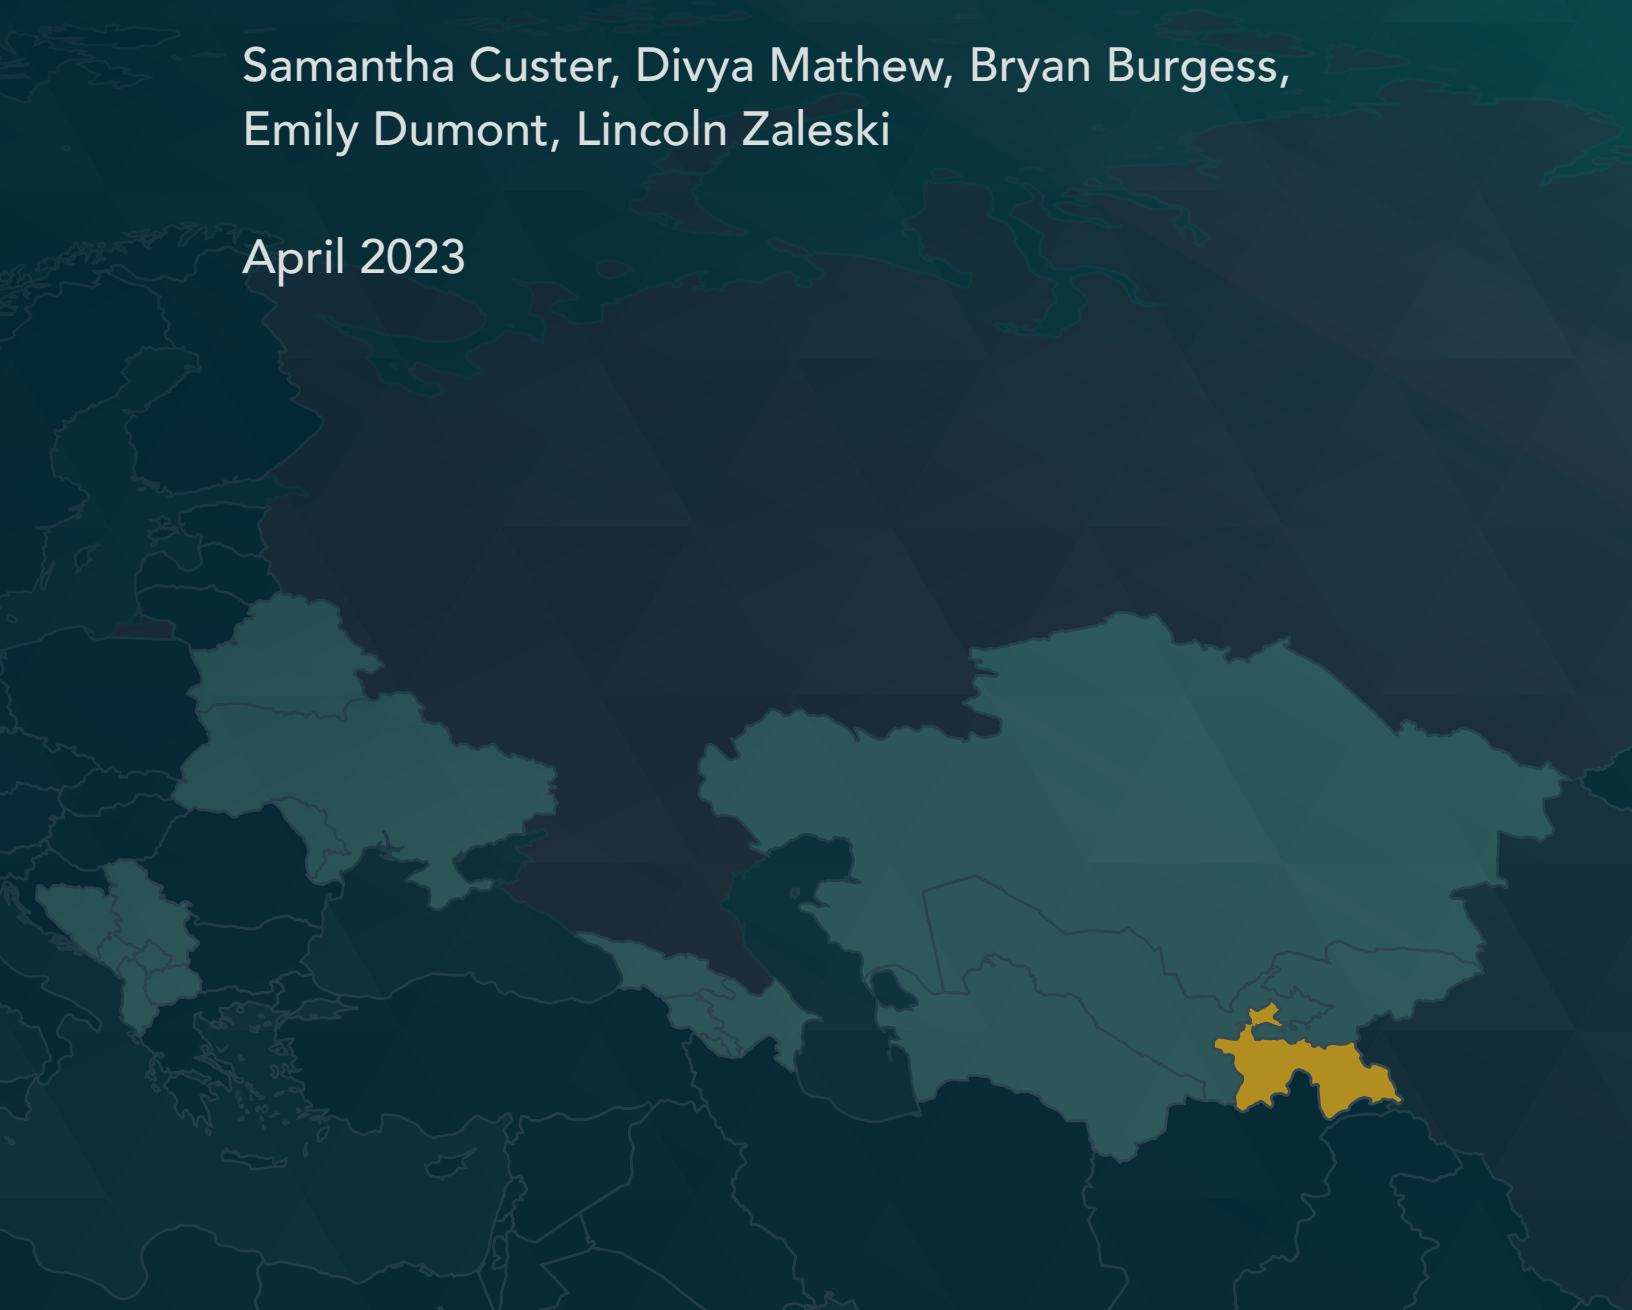 Samantha Custer, Divya Mathew, Bryan Burgess,
Emily Dumont, Lincoln Zaleski
April 2023